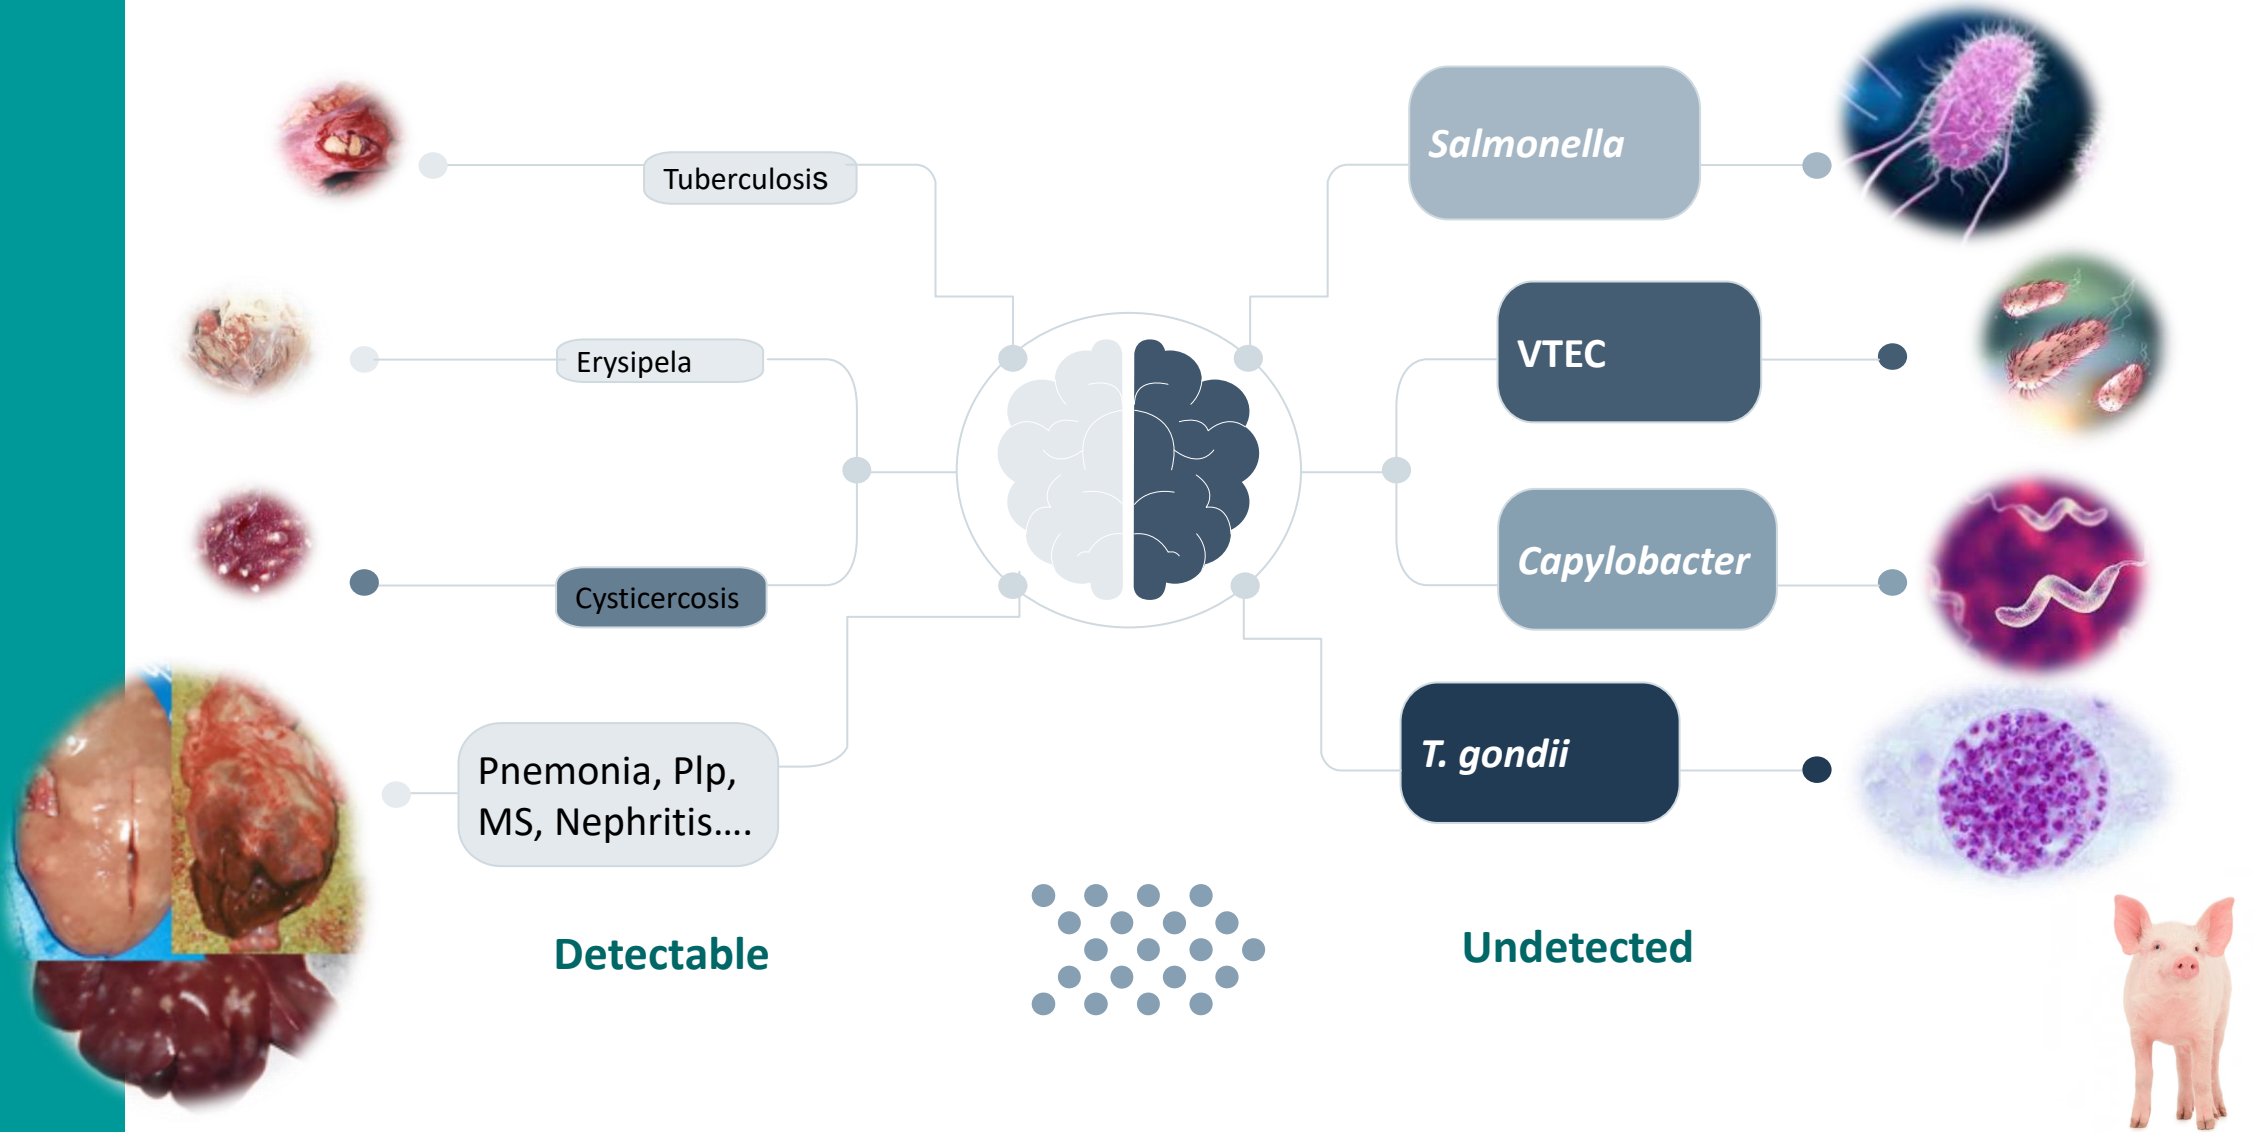 Tuberculosis
Erysipela
Cysticercosis
Pnemonia, Plp,
MS, Nephritis....
Detectable
Salmonella
VTEC
Capylobacter
T. gondii
Undetected